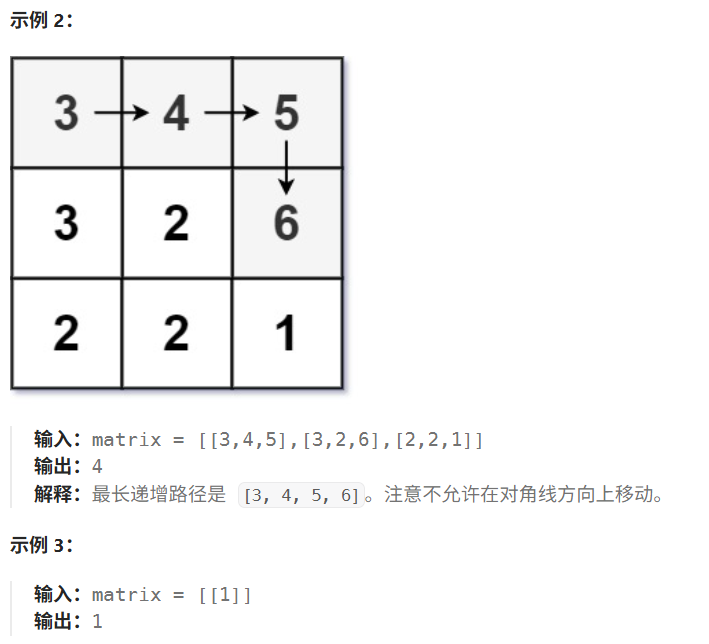 示例 2：
3 4 5
3 2 6
2 2 1
输入：matrix = [[3,4,5],[3,2,6],[2,2,1]]
输出：4
解释：最长递增路径是 [3, 4, 5, 6]。注意不允许在对角线方向上移动。
示例 3：
输入：matrix = [[1]]
输出：1